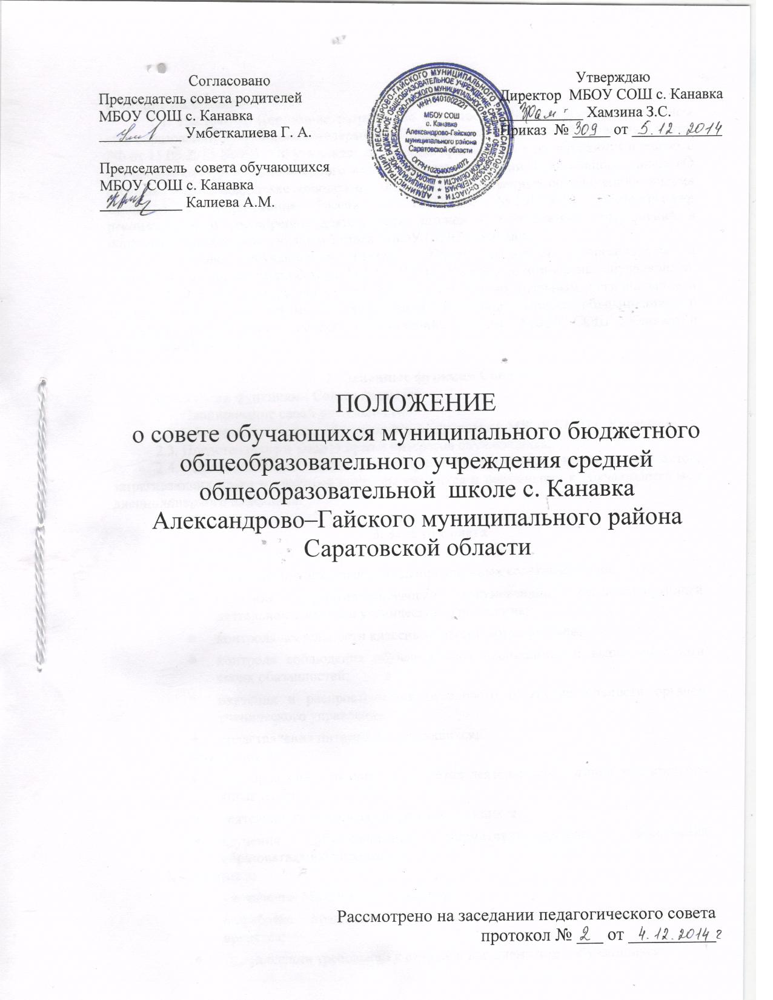 Согласовано
Председатель совета родителей
МБОУ СОШ с. Канавка
___________ Умбеткалиева Г. А.
Председатель совета обучающихся
МБОУ СОШ с. Канавка
___________ Калиева А.М.
ИНН 6401002221
МБОУ СОШ
с. Канавка
Александрово-Гайского
муниципального района
Саратовской области
ОГРН 1026400964072
Утверждаю
Директор МБОУ СОШ с. Канавка
___________ Хамзина З.С.
Приказ № 309 от 5.12.2014
ПОЛОЖЕНИЕ
о совете обучающихся муниципального бюджетного
общеобразовательного учреждения средней
общеобразовательной школе с. Канавка
Александрово–Гайского муниципального района
Саратовской области
Рассмотрено на заседании педагогического совета
протокол № 2 от 4.12.2014г